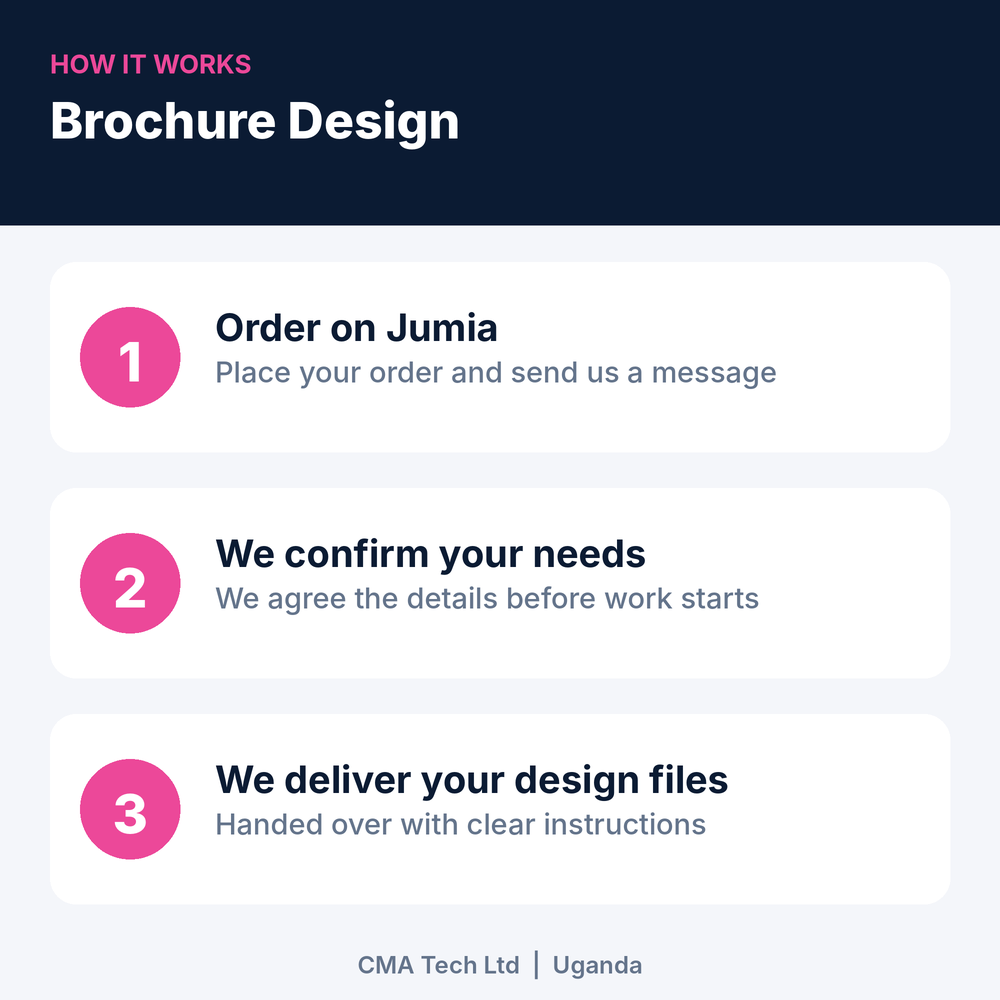 HOW IT WORKS
Brochure Design
1
Order on Jumia
Place your order and send us a message
2
We confirm your needs
We agree the details before work starts
3
We deliver your design files
Handed over with clear instructions
CMA Tech Ltd | Uganda